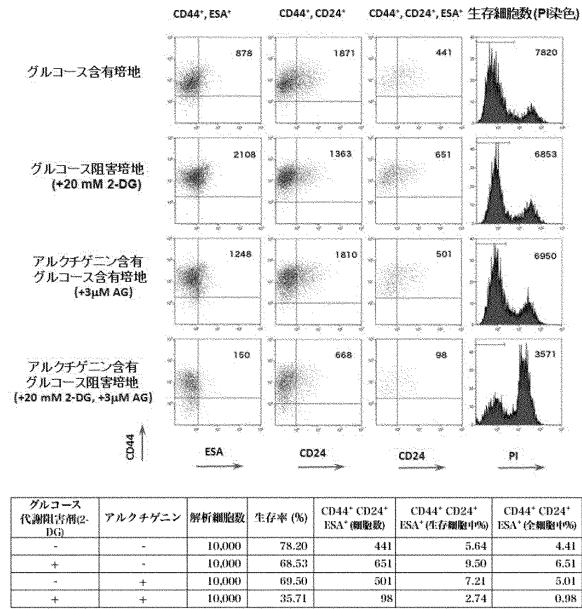 CD44⁺, ESA⁺ CD44⁺, CD24⁺ CD44⁺, CD24⁺, ESA⁺ 生存細胞数(PI染色)
グルコース含有培地
878 1871 441 7820
グルコース阻害培地
(+20 mM 2-DG)
2108 1363 651 6853
アルクチゲニン含有
グルコース含有培地
(+3μM AG)
1248 1810 501 6950
アルクチゲニン含有
グルコース阻害培地
(+20 mM 2-DG, +3μM AG)
150 668 98 3571
CD44
ESA CD24 CD24 PI
グルコース
代謝阻害剤(2-
DG)
アルクチゲニン
解析細胞数
生存率 (%)
CD44⁺ CD24⁺
ESA⁺ (細胞数)
CD44⁺ CD24⁺
ESA⁺ (生存細胞中%)
CD44⁺ CD24⁺
ESA⁺ (全細胞中%)
- - 10,000 78.20 441 5.64 4.41
+ - 10,000 68.53 651 9.50 6.51
- + 10,000 69.50 501 7.21 5.01
+ + 10,000 35.71 98 2.74 0.98